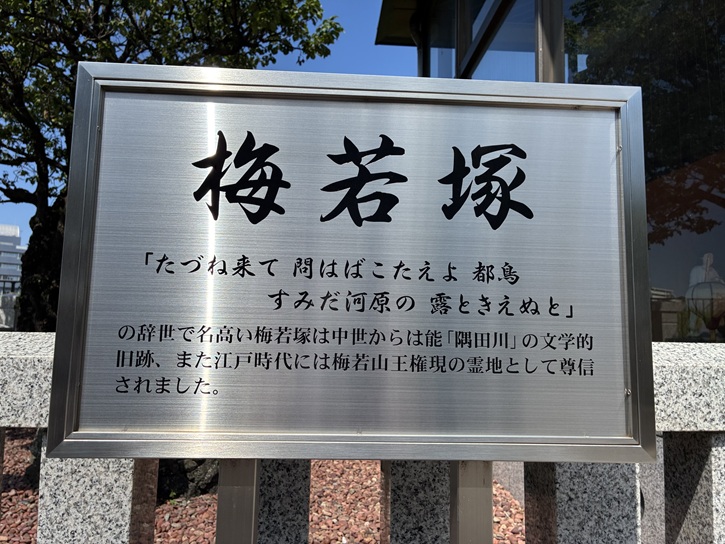 梅若塚
「たづね来て 問はばこたえよ 都鳥
すみだ河原の 露ときえぬと」
の辞世で名高い梅若塚は中世からは能「隅田川」の文学的
旧跡、また江戸時代には梅若山王権現の霊地として尊信
されました。